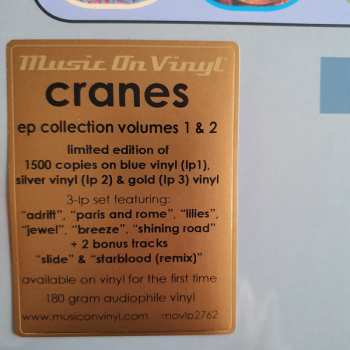 Music On Vinyl
cranes
ep collection volumes 1 & 2
limited edition of
1500 copies on blue vinyl (lp1),
silver vinyl (lp 2) & gold (lp 3) vinyl
3-lp set featuring:
"adrift", "paris and rome", "lilies",
"jewel", "breeze", "shining road"
+ 2 bonus tracks
"slide" & "starblood (remix)"
available on vinyl for the first time
180 gram audiophile vinyl
www.musiconvinyl.com movlp2762